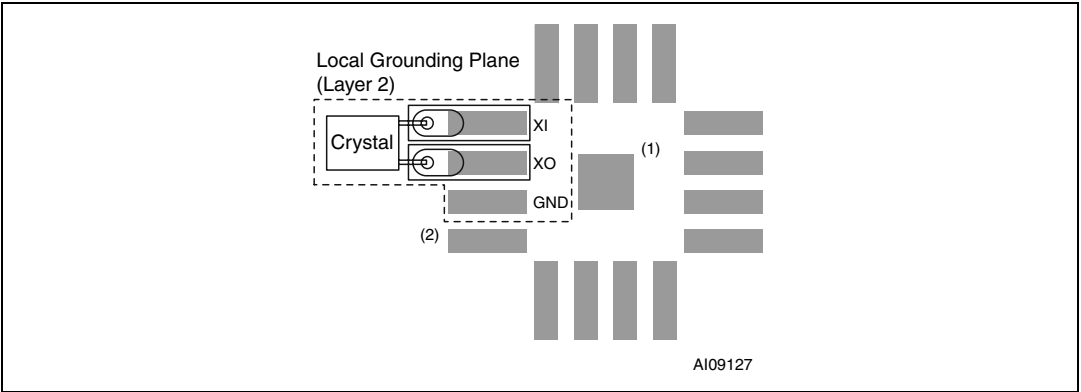 Local Grounding Plane
(Layer 2)
Crystal
XI
XO
(1)
GND
(2)
AI09127